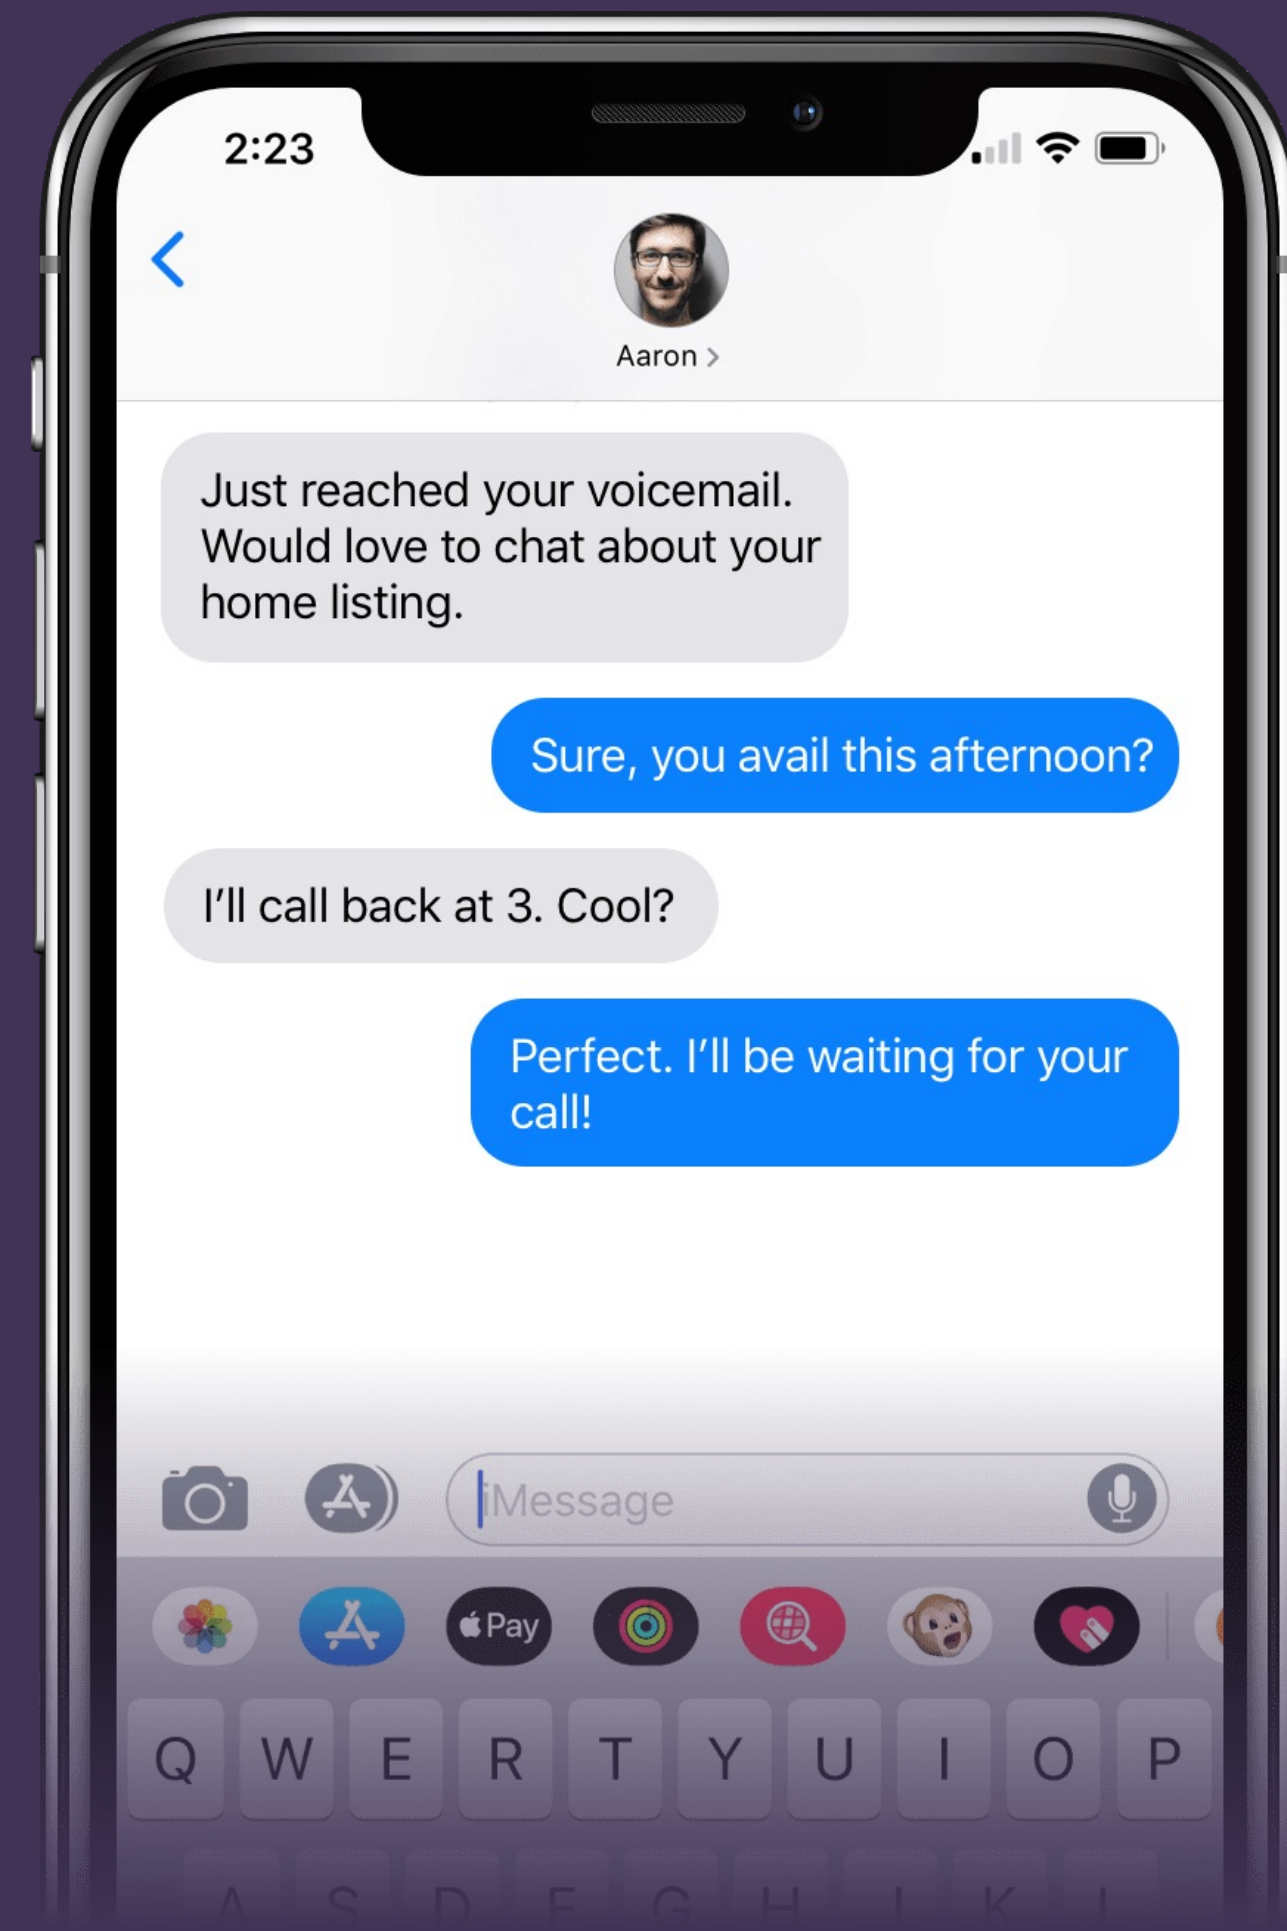 2:23
Aaron
Just reached your voicemail.
Would love to chat about your
home listing.
Sure, you avail this afternoon?
I’ll call back at 3. Cool?
Perfect. I’ll be waiting for your
call!
iMessage
Pay
Q W E R T Y U I O P
A S D F G H J K L